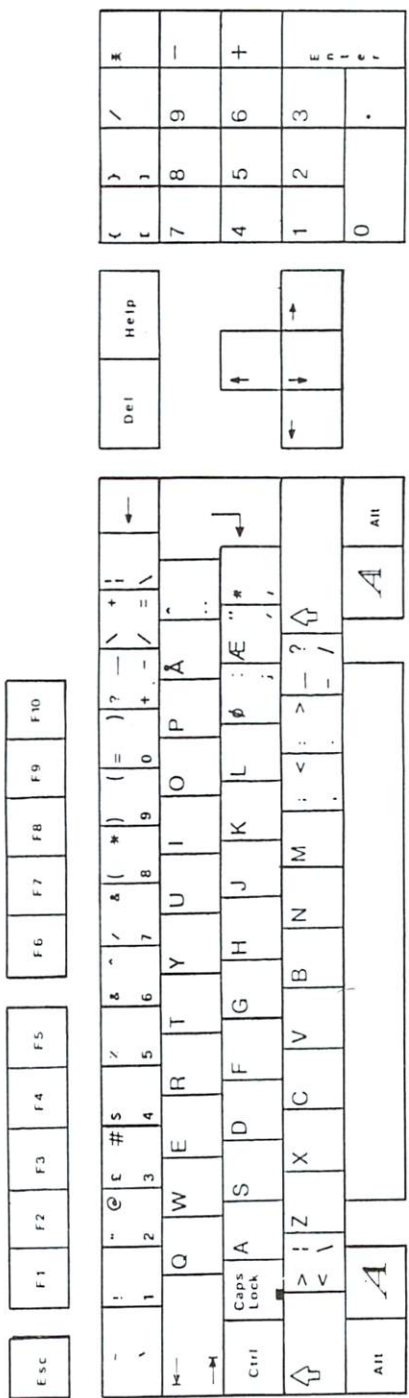 Esc F1 F2 F3 F4 F5 F6 F7 F8 F9 F10
~ ! " @ £ # $ % & ^ / & ( * ) ( = ) ? — \ + ¦ ←
` 1 2 3 4 5 6 7 8 9 0 + - / = \
Del Help
{ } / *
[ ]
Q W E R T Y U I O P Å ^ ¨
7 8 9 —
Ctrl Caps Lock A S D F G H J K L Ø : ; Æ " ' *
↑
4 5 6 +
⇧ > < ¦ \ Z X C V B N M ; , < : . > — - ? / ⇧
← ↓ →
1 2 3 Enter
Alt A A Alt
0 .